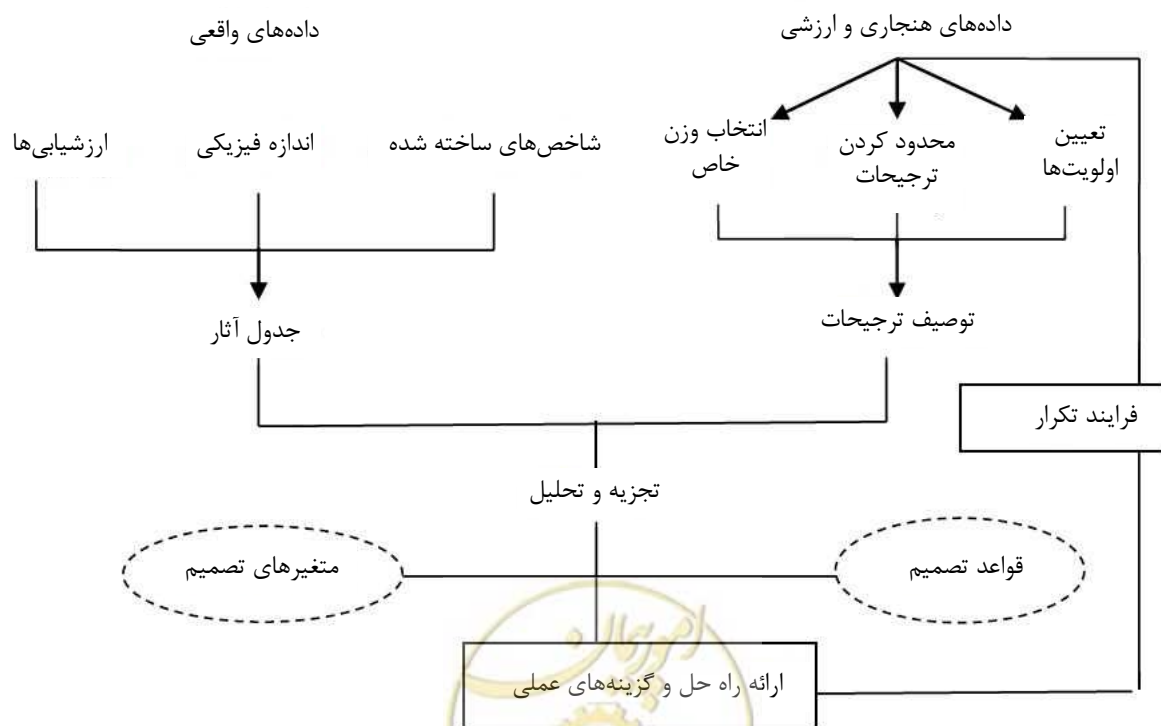 داده‌های هنجاری و ارزشی
داده‌های واقعی
تعیین
اولویت‌ها
محدود کردن
ترجیحات
انتخاب وزن
خاص
شاخص‌های ساخته شده
اندازه فیزیکی
ارزشیابی‌ها
توصیف ترجیحات
جدول آثار
فرایند تکرار
تجزیه و تحلیل
قواعد تصمیم
متغیرهای تصمیم
ارائه راه حل و گزینه‌های عملی